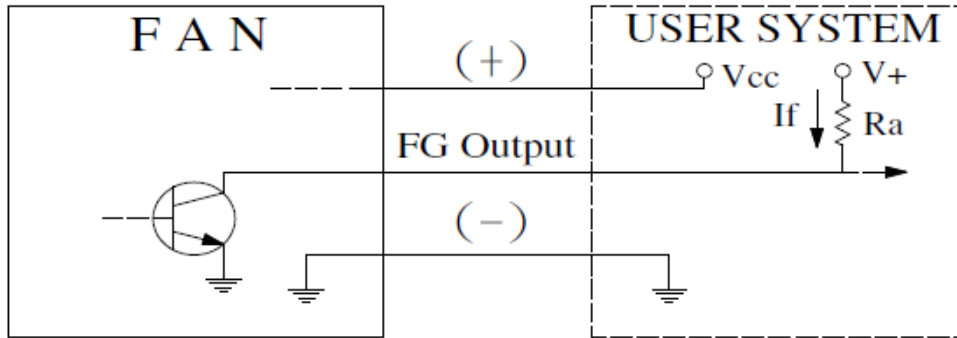 F A N
USER SYSTEM
(+)
Vcc
V+
If
Ra
FG Output
(−)